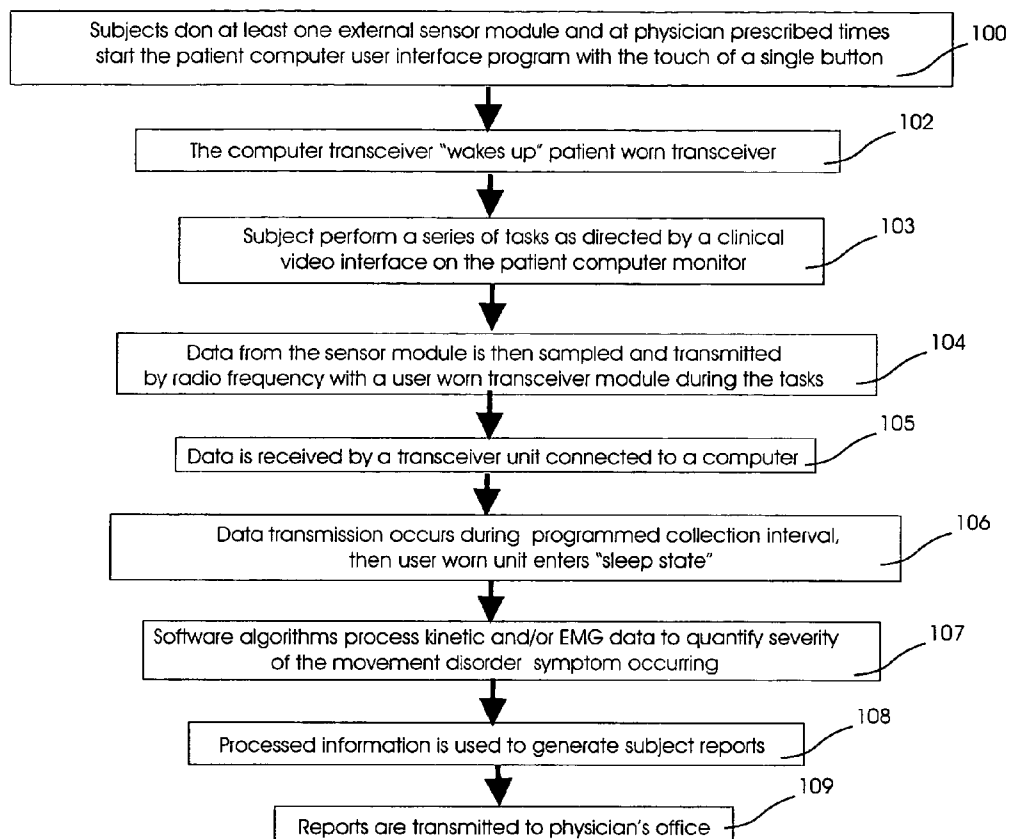 Subjects don at least one external sensor module and at physician prescribed times
start the patient computer user interface program with the touch of a single button
100
102
The computer transceiver "wakes up" patient worn transceiver
103
Subject perform a series of tasks as directed by a clinical
video interface on the patient computer monitor
104
Data from the sensor module is then sampled and transmitted
by radio frequency with a user worn transceiver module during the tasks
105
Data is received by a transceiver unit connected to a computer
106
Data transmission occurs during programmed collection interval,
then user worn unit enters "sleep state"
107
Software algorithms process kinetic and/or EMG data to quantify severity
of the movement disorder symptom occurring
108
Processed information is used to generate subject reports
109
Reports are transmitted to physician's office